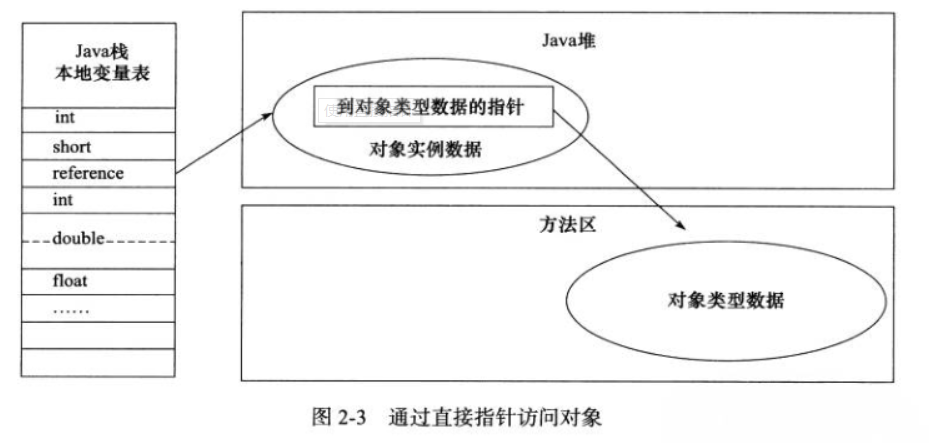 Java栈
本地变量表
int
short
reference
int
double
float
……
Java堆
到对象类型数据的指针
对象实例数据
方法区
对象类型数据
图 2-3 通过直接指针访问对象